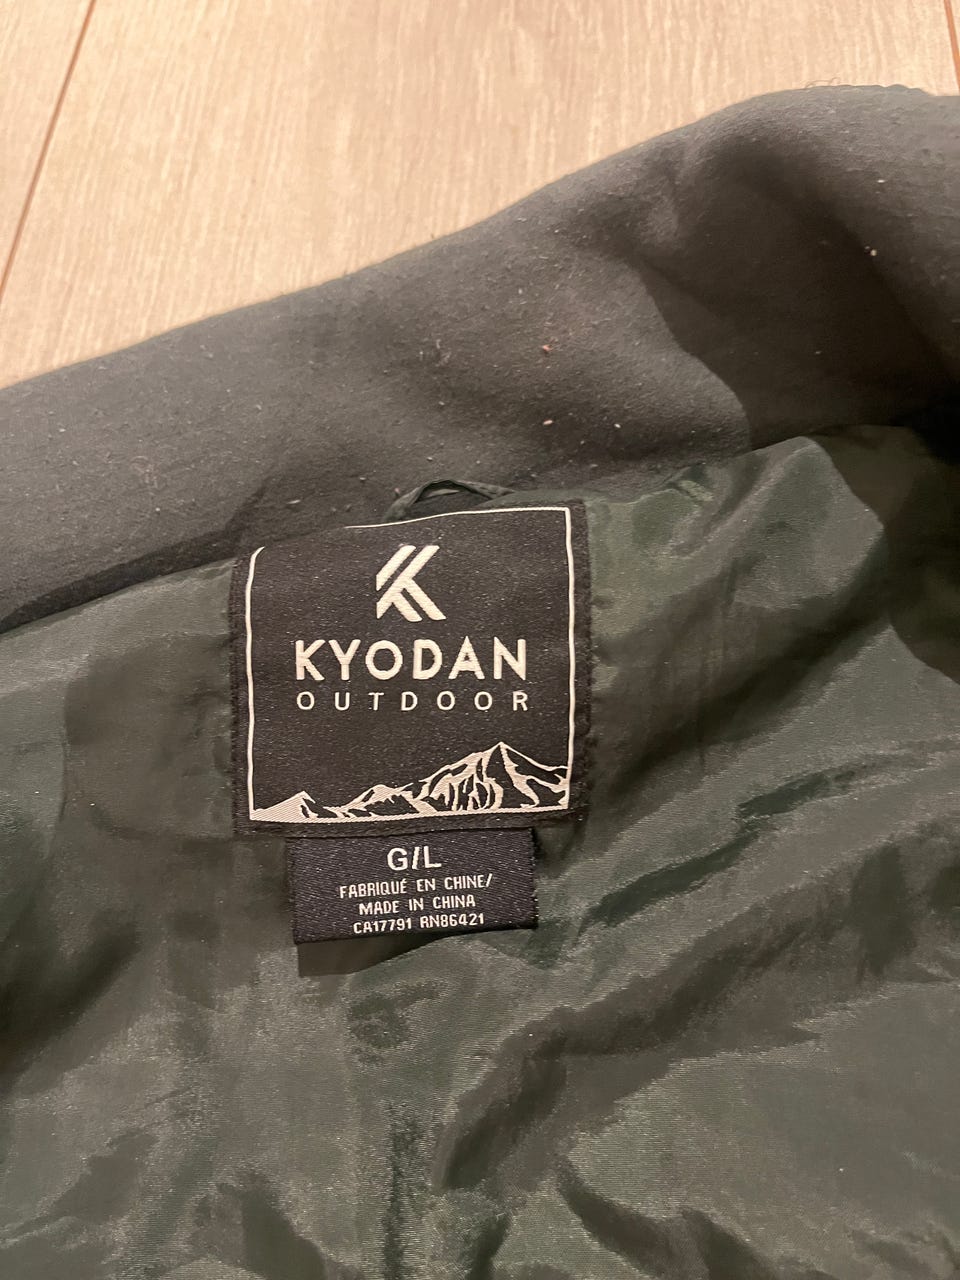 KYODAN
OUTDOOR
G/L
FABRIQUÉ EN CHINE/
MADE IN CHINA
CA17791 RN86421